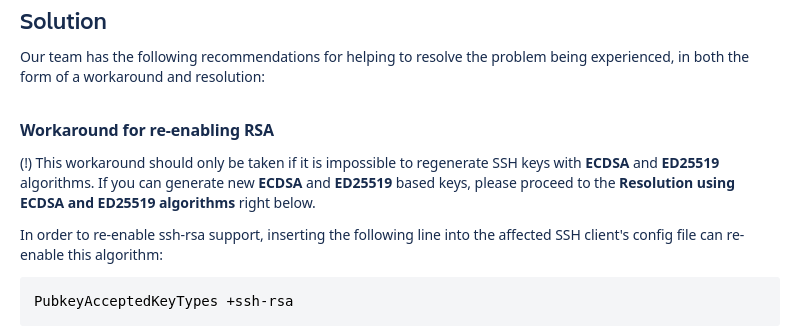 Solution
Our team has the following recommendations for helping to resolve the problem being experienced, in both the
form of a workaround and resolution:
Workaround for re-enabling RSA
(!) This workaround should only be taken if it is impossible to regenerate SSH keys with ECDSA and ED25519
algorithms. If you can generate new ECDSA and ED25519 based keys, please proceed to the Resolution using
ECDSA and ED25519 algorithms right below.
In order to re-enable ssh-rsa support, inserting the following line into the affected SSH client's config file can re-
enable this algorithm:
PubkeyAcceptedKeyTypes +ssh-rsa